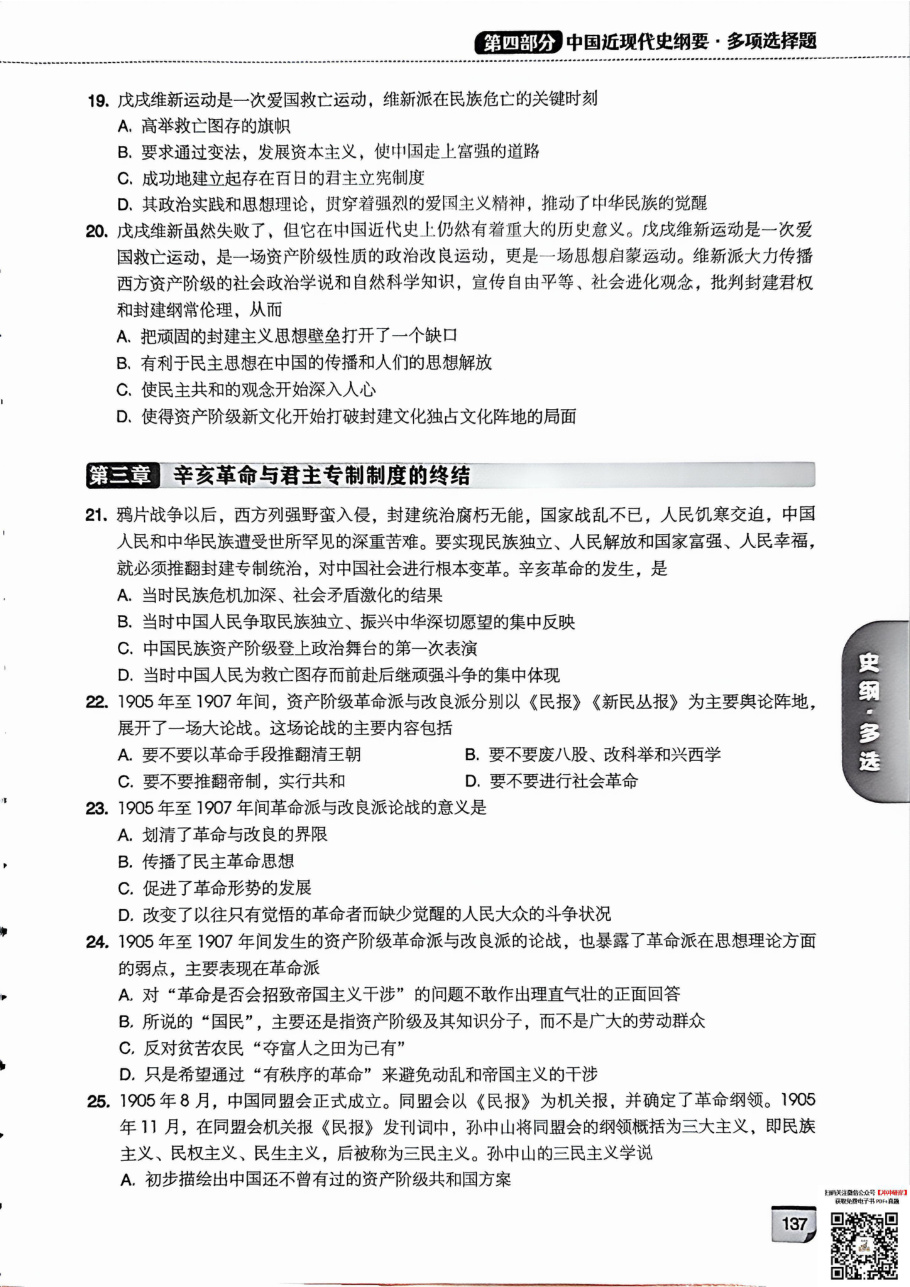 第四部分 中国近现代史纲要·多项选择题
19. 戊戌维新运动是一次爱国救亡运动，维新派在民族危亡的关键时刻
A. 高举救亡图存的旗帜
B. 要求通过变法，发展资本主义，使中国走上富强的道路
C. 成功地建立起存在百日的君主立宪制度
D. 其政治实践和思想理论，贯穿着强烈的爱国主义精神，推动了中华民族的觉醒
20. 戊戌维新虽然失败了，但它在中国近代史上仍然有着重大的历史意义。戊戌维新运动是一次爱
国救亡运动，是一场资产阶级性质的政治改良运动，更是一场思想启蒙运动。维新派大力传播
西方资产阶级的社会政治学说和自然科学知识，宣传自由平等、社会进化观念，批判封建君权
和封建纲常伦理，从而
A. 把顽固的封建主义思想壁垒打开了一个缺口
B. 有利于民主思想在中国的传播和人们的思想解放
C. 使民主共和的观念开始深入人心
D. 使得资产阶级新文化开始打破封建文化独占文化阵地的局面
第三章 辛亥革命与君主专制制度的终结
21. 鸦片战争以后，西方列强野蛮入侵，封建统治腐朽无能，国家战乱不已，人民饥寒交迫，中国
人民和中华民族遭受世所罕见的深重苦难。要实现民族独立、人民解放和国家富强、人民幸福，
就必须推翻封建专制统治，对中国社会进行根本变革。辛亥革命的发生，是
A. 当时民族危机加深、社会矛盾激化的结果
B. 当时中国人民争取民族独立、振兴中华深切愿望的集中反映
C. 中国民族资产阶级登上政治舞台的第一次表演
D. 当时中国人民为救亡图存而前赴后继顽强斗争的集中体现
22. 1905 年至 1907 年间，资产阶级革命派与改良派分别以《民报》《新民丛报》为主要舆论阵地，
展开了一场大论战。这场论战的主要内容包括
A. 要不要以革命手段推翻清王朝 B. 要不要废八股、改科举和兴西学
C. 要不要推翻帝制，实行共和 D. 要不要进行社会革命
23. 1905 年至 1907 年间革命派与改良派论战的意义是
A. 划清了革命与改良的界限
B. 传播了民主革命思想
C. 促进了革命形势的发展
D. 改变了以往只有觉悟的革命者而缺少觉醒的人民大众的斗争状况
24. 1905 年至 1907 年间发生的资产阶级革命派与改良派的论战，也暴露了革命派在思想理论方面
的弱点，主要表现在革命派
A. 对“革命是否会招致帝国主义干涉”的问题不敢作出理直气壮的正面回答
B. 所说的“国民”，主要还是指资产阶级及其知识分子，而不是广大的劳动群众
C. 反对贫苦农民“夺富人之田为己有”
D. 只是希望通过“有秩序的革命”来避免动乱和帝国主义的干涉
25. 1905 年 8 月，中国同盟会正式成立。同盟会以《民报》为机关报，并确定了革命纲领。1905
年 11 月，在同盟会机关报《民报》发刊词中，孙中山将同盟会的纲领概括为三大主义，即民族
主义、民权主义、民生主义，后被称为三民主义。孙中山的三民主义学说
A. 初步描绘出中国还不曾有过的资产阶级共和国方案
史纲·多选
137
扫码关注微信公众号【冲冲研家】
获取免费电子书PDF+真题